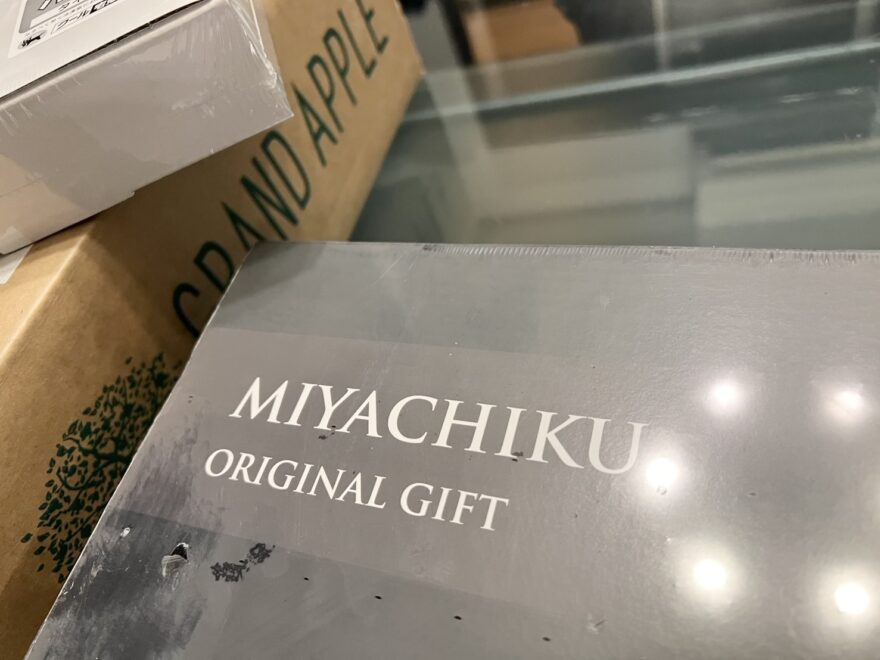 GRAND APPLE
MIYACHIKU
ORIGINAL GIFT